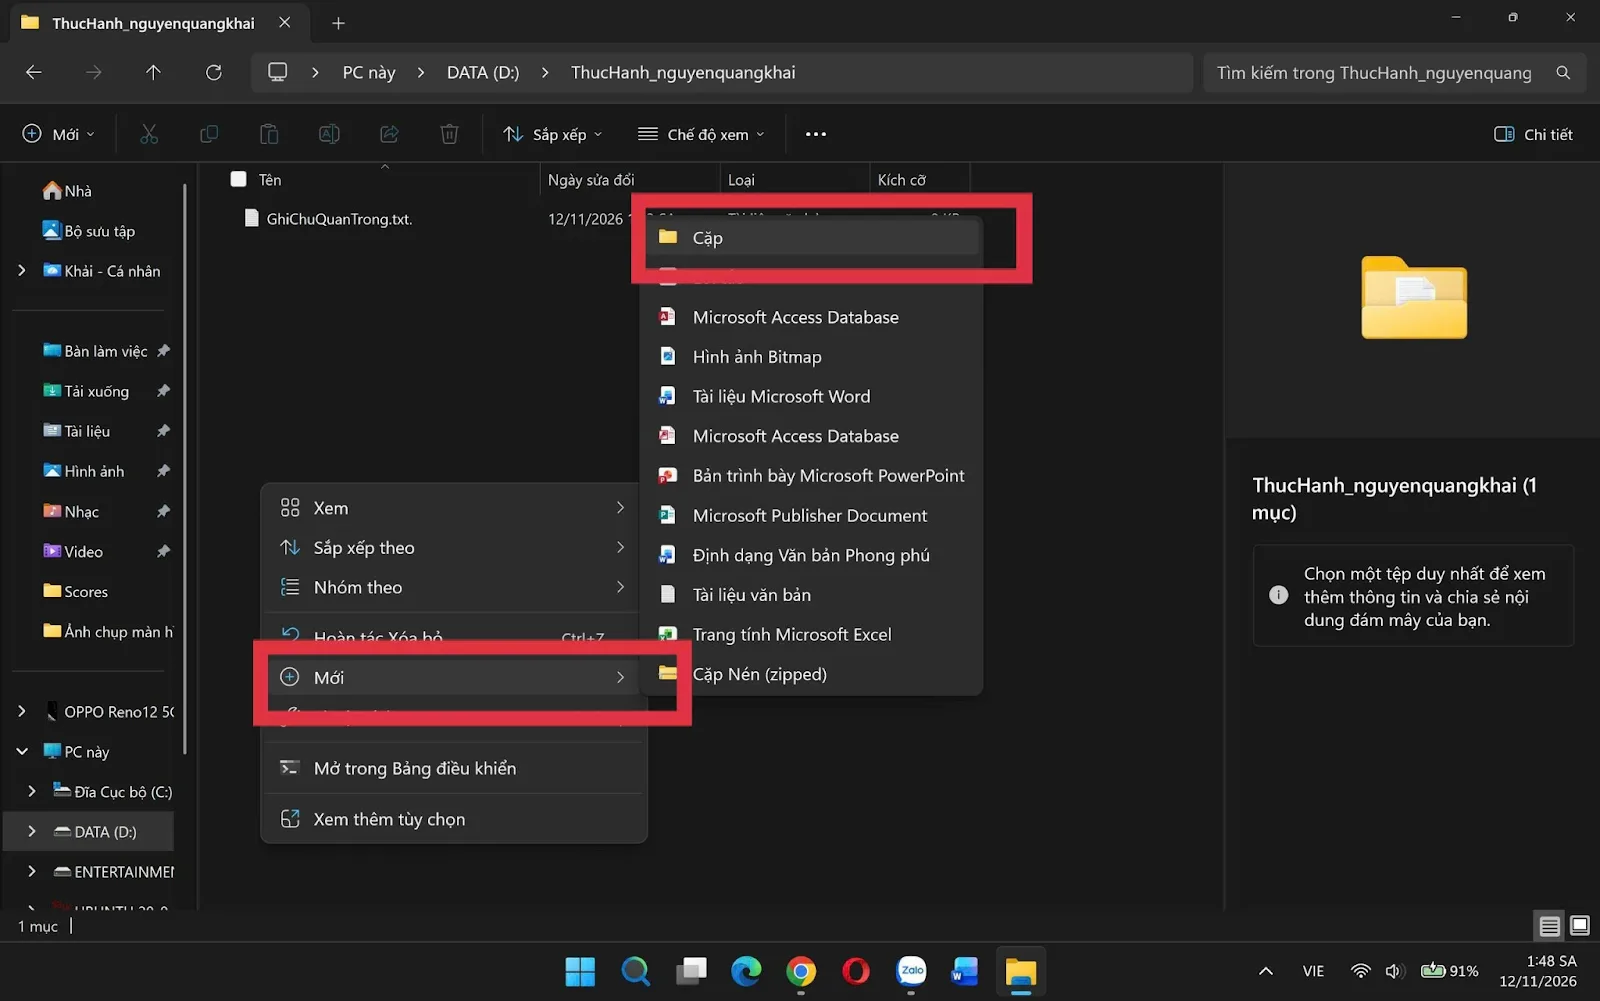 ThucHanh_nguyenquangkhai
PC này
DATA (D:)
ThucHanh_nguyenquangkhai
Tìm kiếm trong ThucHanh_nguyenquang
Mới
Sắp xếp
Chế độ xem
Chi tiết
Nhà
Bộ sưu tập
Khải - Cá nhân
Bàn làm việc
Tải xuống
Tài liệu
Hình ảnh
Nhạc
Video
Scores
Ảnh chụp màn h
OPPO Reno12 5G
PC này
Đĩa Cục bộ (C:)
DATA (D:)
ENTERTAINMEN
Tên
Ngày sửa đổi
Loại
Kích cỡ
GhiChuQuanTrong.txt.
12/11/2026
Cặp
Microsoft Access Database
Hình ảnh Bitmap
Tài liệu Microsoft Word
Microsoft Access Database
Bản trình bày Microsoft PowerPoint
Microsoft Publisher Document
Định dạng Văn bản Phong phú
Tài liệu văn bản
Trang tính Microsoft Excel
Cặp Nén (zipped)
Xem
Sắp xếp theo
Nhóm theo
Hoàn tác Xóa bỏ
Ctrl+Z
Mới
Mở trong Bảng điều khiển
Xem thêm tùy chọn
ThucHanh_nguyenquangkhai (1
mục)
Chọn một tệp duy nhất để xem
thêm thông tin và chia sẻ nội
dung đám mây của bạn.
1 mục
Zalo
VIE
91%
1:48 SA
12/11/2026